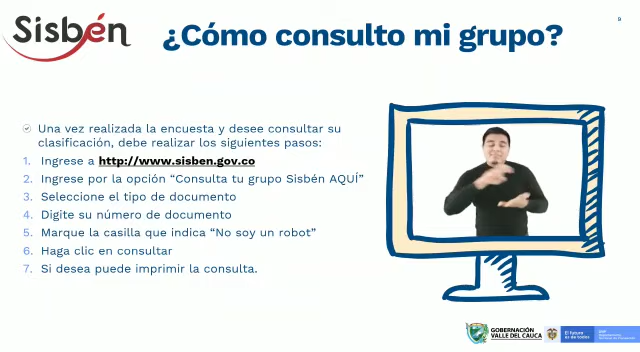 Sisbén
¿Cómo consulto mi grupo?
9
Una vez realizada la encuesta y desee consultar su
clasificación, debe realizar los siguientes pasos:
1. Ingrese a http://www.sisben.gov.co
2. Ingrese por la opción “Consulta tu grupo Sisbén AQUÍ”
3. Seleccione el tipo de documento
4. Digite su número de documento
5. Marque la casilla que indica “No soy un robot”
6. Haga clic en consultar
7. Si desea puede imprimir la consulta.
GOBERNACIÓN
VALLE DEL CAUCA
El futuro
es de todos